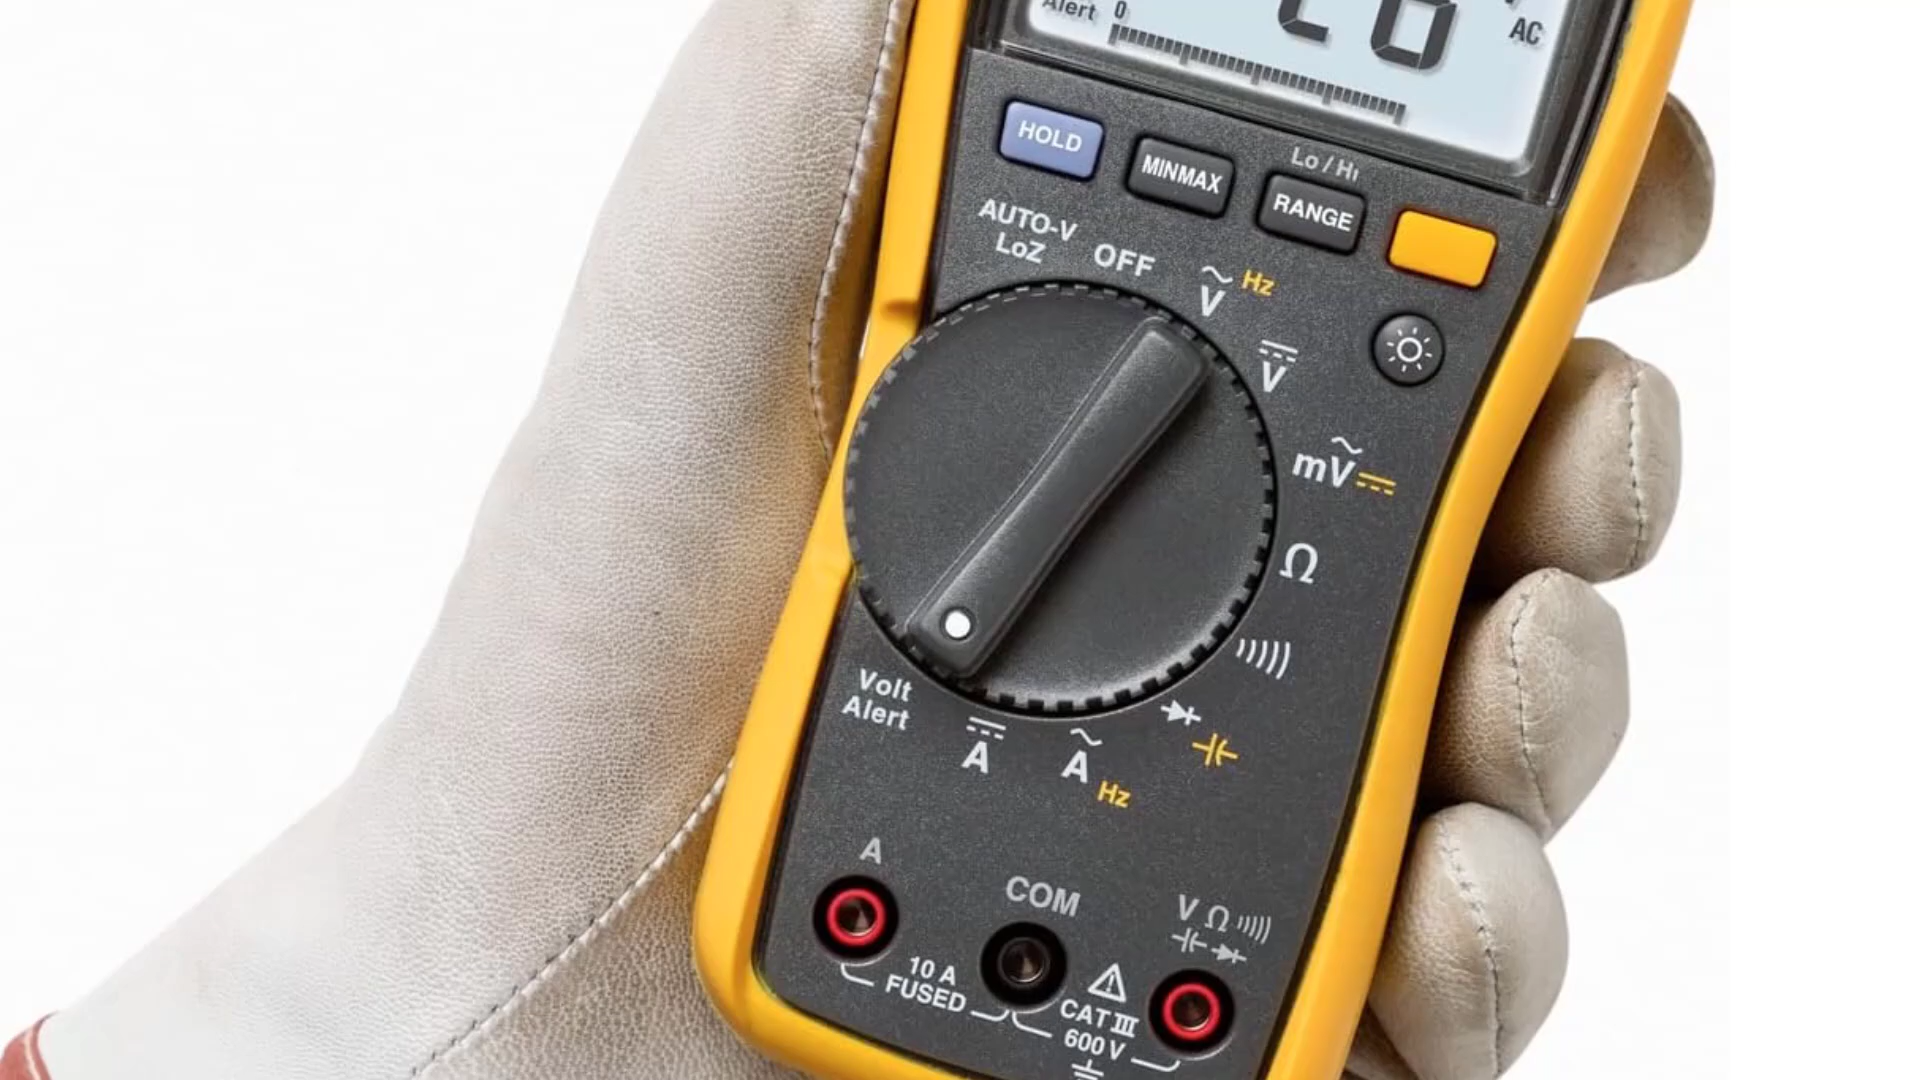 Alert 0
AC
HOLD
MINMAX
Lo / Hi
RANGE
AUTO-V
LoZ
OFF
V Hz
V
mV
Ω
Volt
Alert
A
A
Hz
A
COM
V Ω
10 A
FUSED
CAT III
600 V